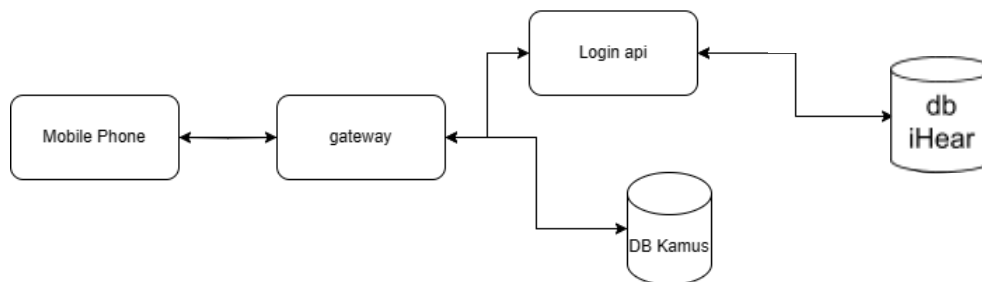 Login api
Mobile Phone
gateway
db
iHear
DB Kamus